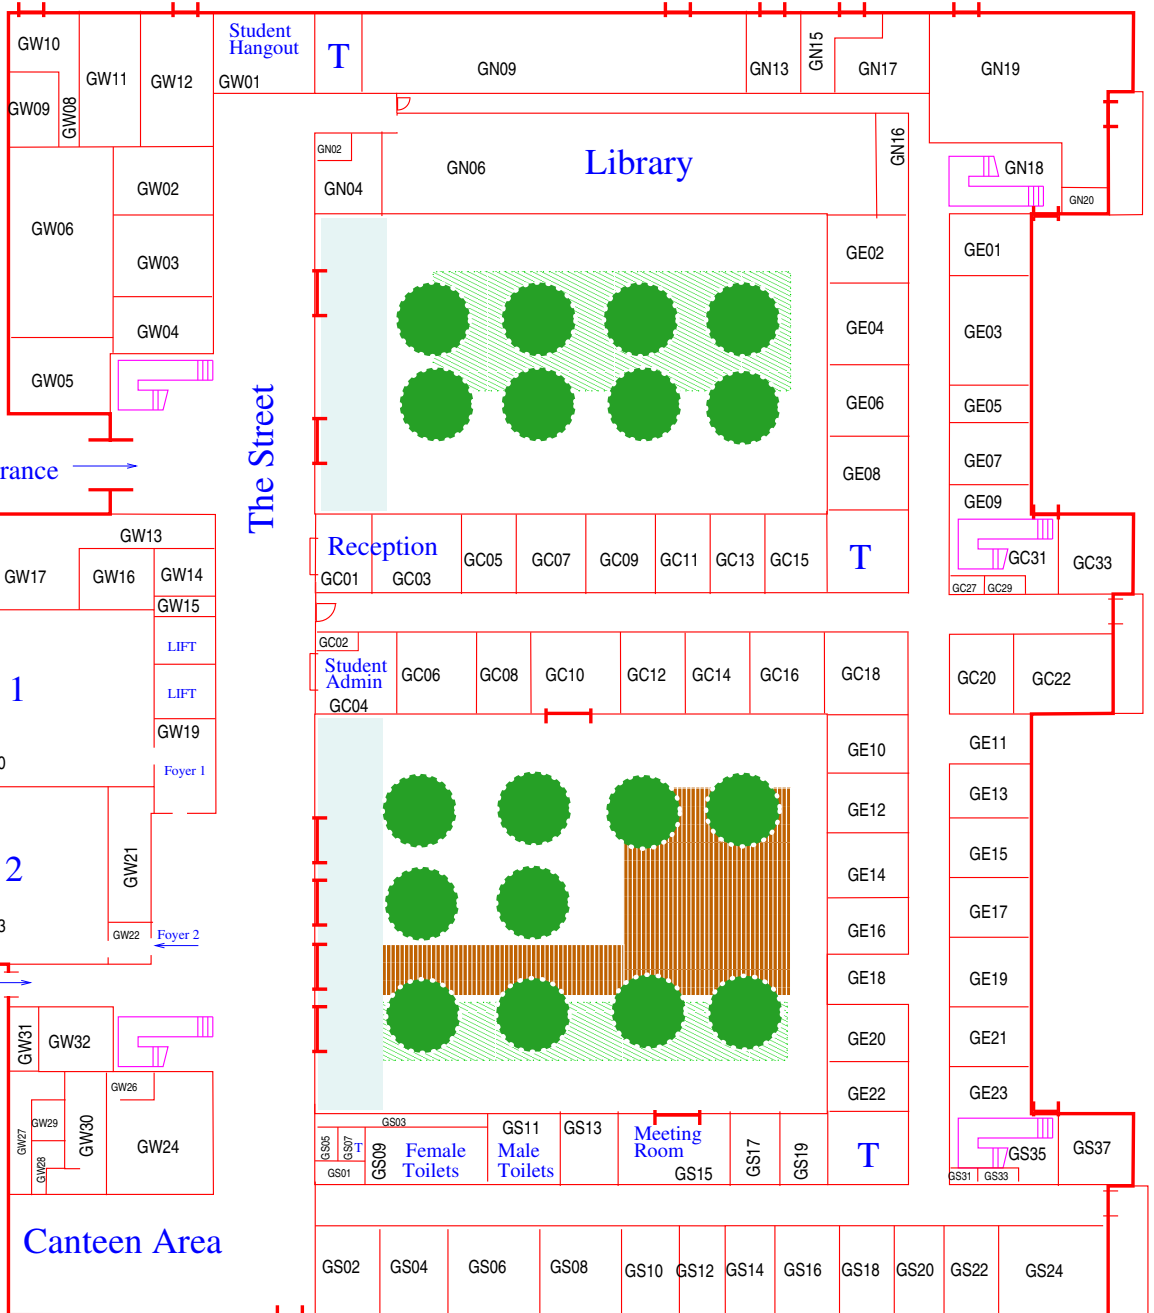 GW10
GW11
GW12
Student
Hangout
GW01
T
GN09
GN13
GN15
GN17
GN19
GW09
GW08
GN02
GN04
GN06
Library
GN16
GN18
GN20
GW02
GW06
GW03
GW04
GW05
GE02
GE01
GE04
GE03
GE06
GE05
GE08
GE07
GE09
The Street
rance
GW13
GW17
GW16
GW14
GW15
Reception
GC01
GC03
GC05
GC07
GC09
GC11
GC13
GC15
T
GC31
GC33
GC27
GC29
LIFT
LIFT
1
GW19
0
Foyer 1
GC02
Student
Admin
GC04
GC06
GC08
GC10
GC12
GC14
GC16
GC18
GC20
GC22
GE10
GE11
GE12
GE13
GE14
GE15
GE16
GE17
GE18
GE19
GE20
GE21
GE22
GE23
2
GW21
3
GW22
Foyer 2
GW31
GW32
GW26
GW29
GW27
GW28
GW30
GW24
GS03
GS05
GS07
T
GS01
GS09
Female
Toilets
GS11
Male
Toilets
GS13
Meeting
Room
GS15
GS17
GS19
T
GS35
GS37
GS31
GS33
Canteen Area
GS02
GS04
GS06
GS08
GS10
GS12
GS14
GS16
GS18
GS20
GS22
GS24